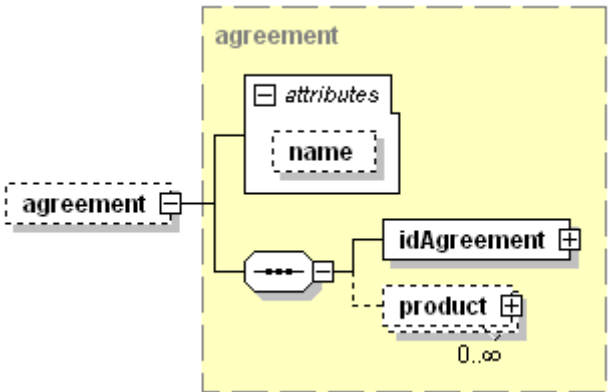 agreement
attributes
name
agreement
idAgreement
product
0..∞